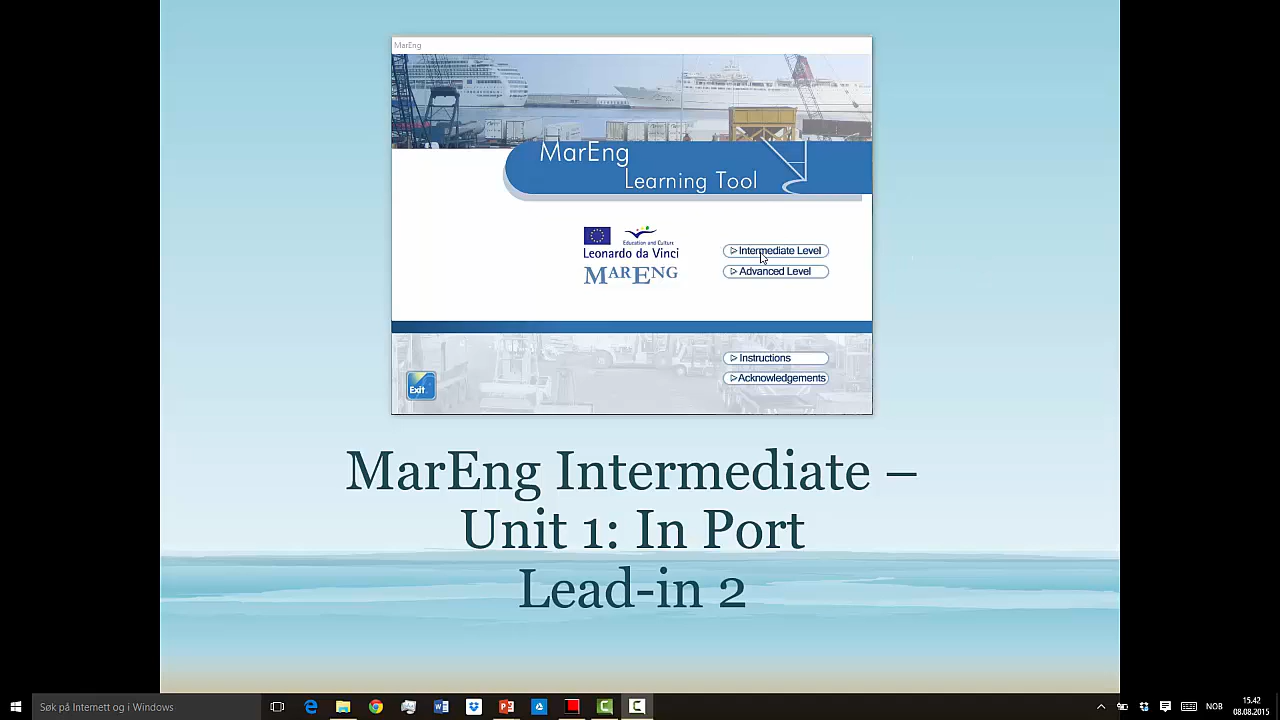 MarEng
MarEng
Learning Tool
Education and Culture
Leonardo da Vinci
MARENG
Intermediate Level
Advanced Level
Instructions
Acknowledgements
Exit
MarEng Intermediate –
Unit 1: In Port
Lead-in 2
Søk på Internett og i Windows
NOB
15.42
08.08.2015